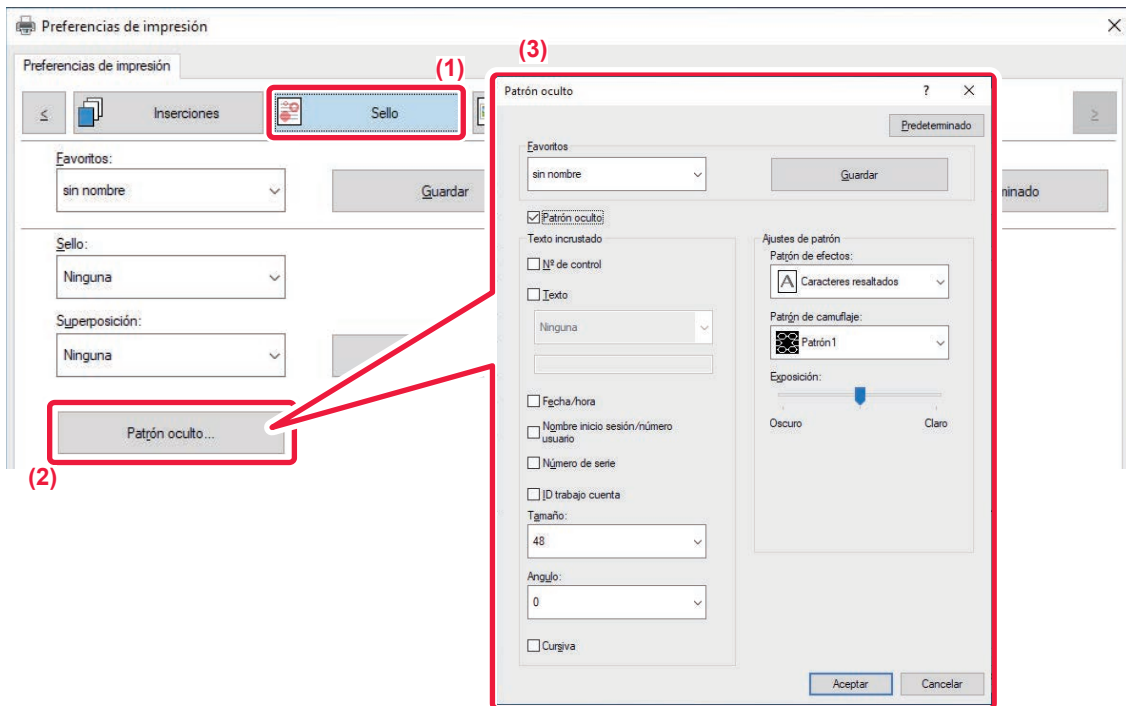 Preferencias de impresión
Preferencias de impresión
(1)
(3)
<
Inserciones
Sello
>
Favoritos:
sin nombre
Guardar
minado
Sello:
Ninguna
Superposición:
Ninguna
Patrón oculto...
(2)
Patrón oculto
?
Predeterminado
Favoritos
sin nombre
Guardar
Patrón oculto
Texto incrustado
Nº de control
Texto
Ninguna
Fecha/hora
Nombre inicio sesión/número
usuario
Número de serie
ID trabajo cuenta
Tamaño:
48
Angulo:
0
Cursiva
Ajustes de patrón
Patrón de efectos:
A Caracteres resaltados
Patrón de camuflaje:
Patrón1
Exposición:
Oscuro Claro
Aceptar Cancelar